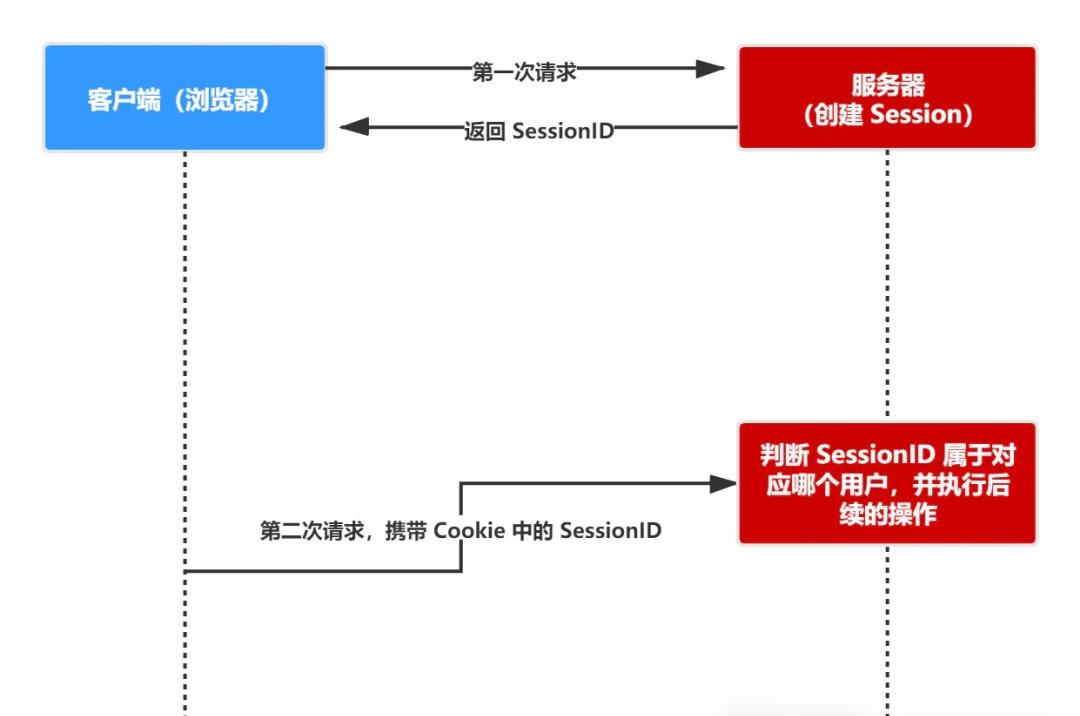 客户端（浏览器）
第一次请求
服务器
（创建 Session）
返回 SessionID
判断 SessionID 属于对
应哪个用户，并执行后
续的操作
第二次请求，携带 Cookie 中的 SessionID